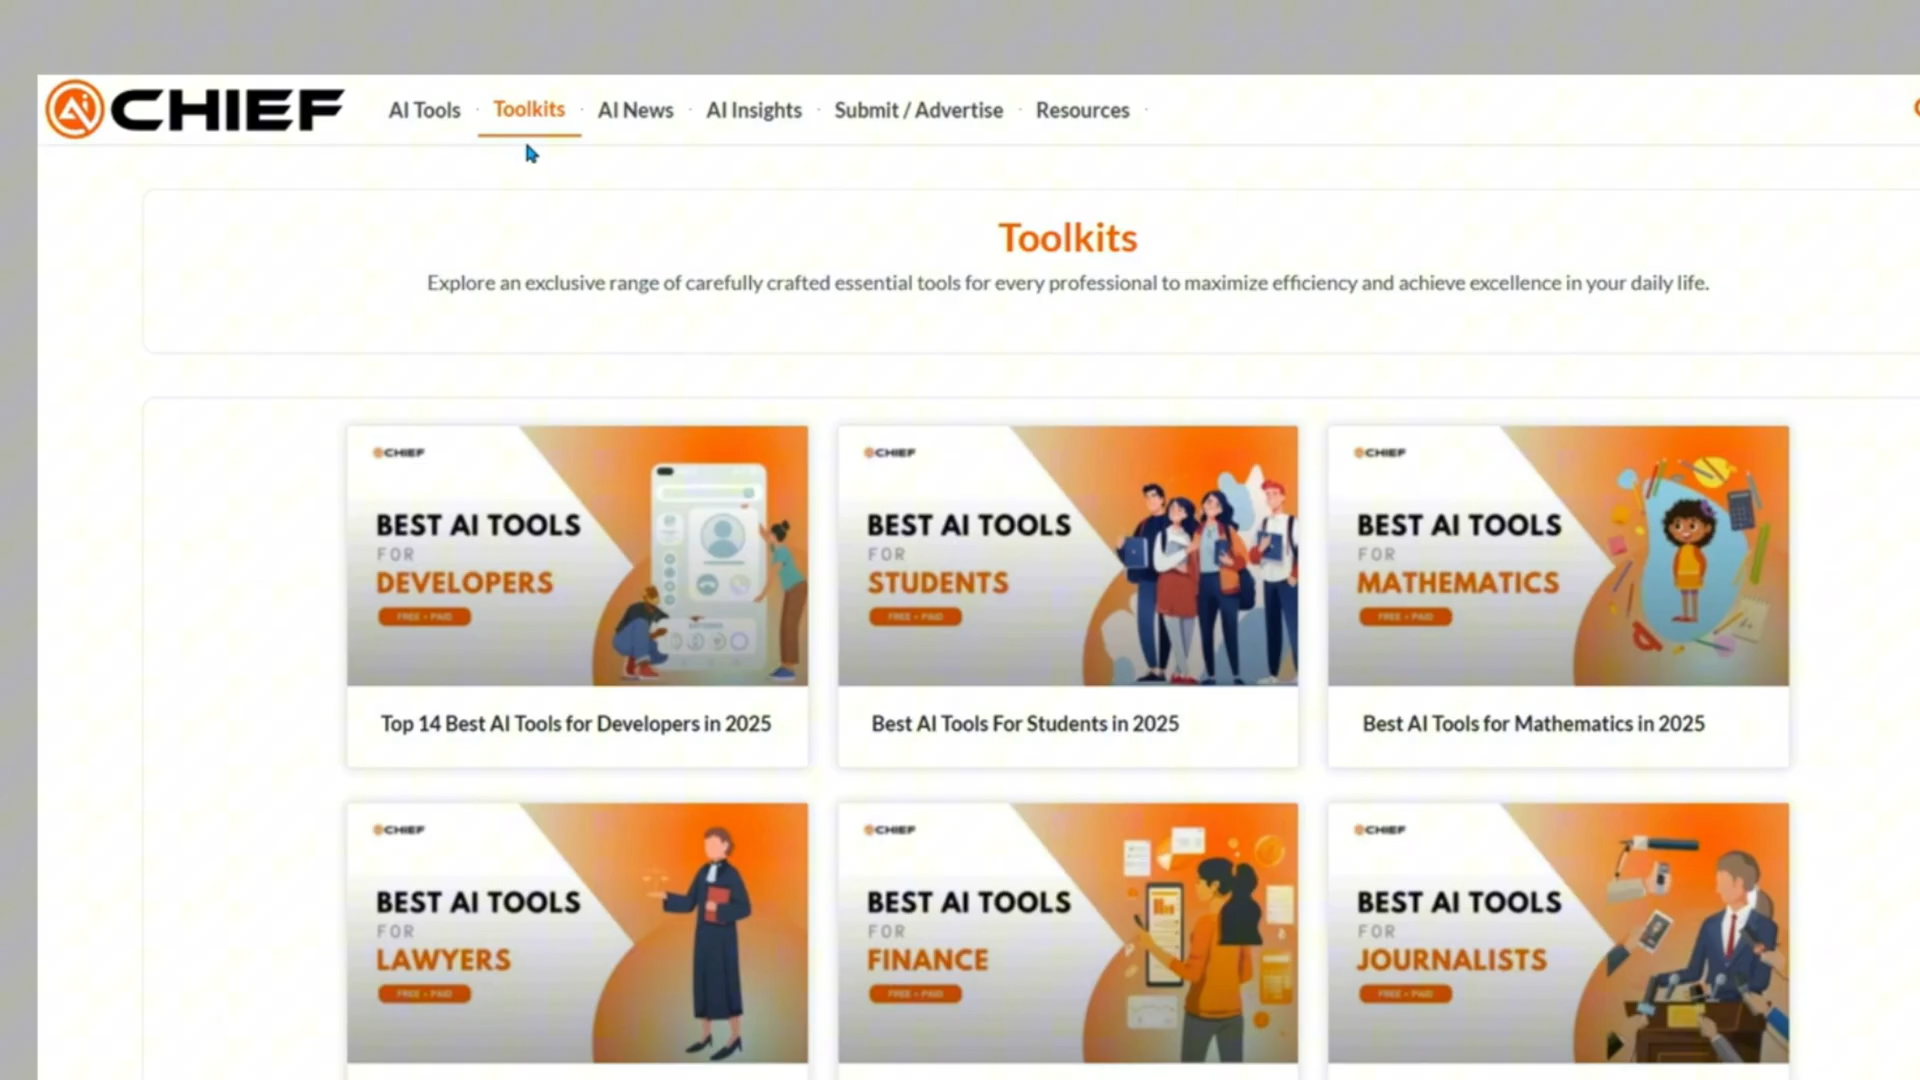 CHIEF
AI Tools
Toolkits
AI News
AI Insights
Submit / Advertise
Resources
Toolkits
Explore an exclusive range of carefully crafted essential tools for every professional to maximize efficiency and achieve excellence in your daily life.
CHIEF
BEST AI TOOLS
FOR
DEVELOPERS
FREE + PAID
Top 14 Best AI Tools for Developers in 2025
CHIEF
BEST AI TOOLS
FOR
STUDENTS
FREE + PAID
Best AI Tools For Students in 2025
CHIEF
BEST AI TOOLS
FOR
MATHEMATICS
FREE + PAID
Best AI Tools for Mathematics in 2025
CHIEF
BEST AI TOOLS
FOR
LAWYERS
FREE + PAID
CHIEF
BEST AI TOOLS
FOR
FINANCE
FREE + PAID
CHIEF
BEST AI TOOLS
FOR
JOURNALISTS
FREE + PAID